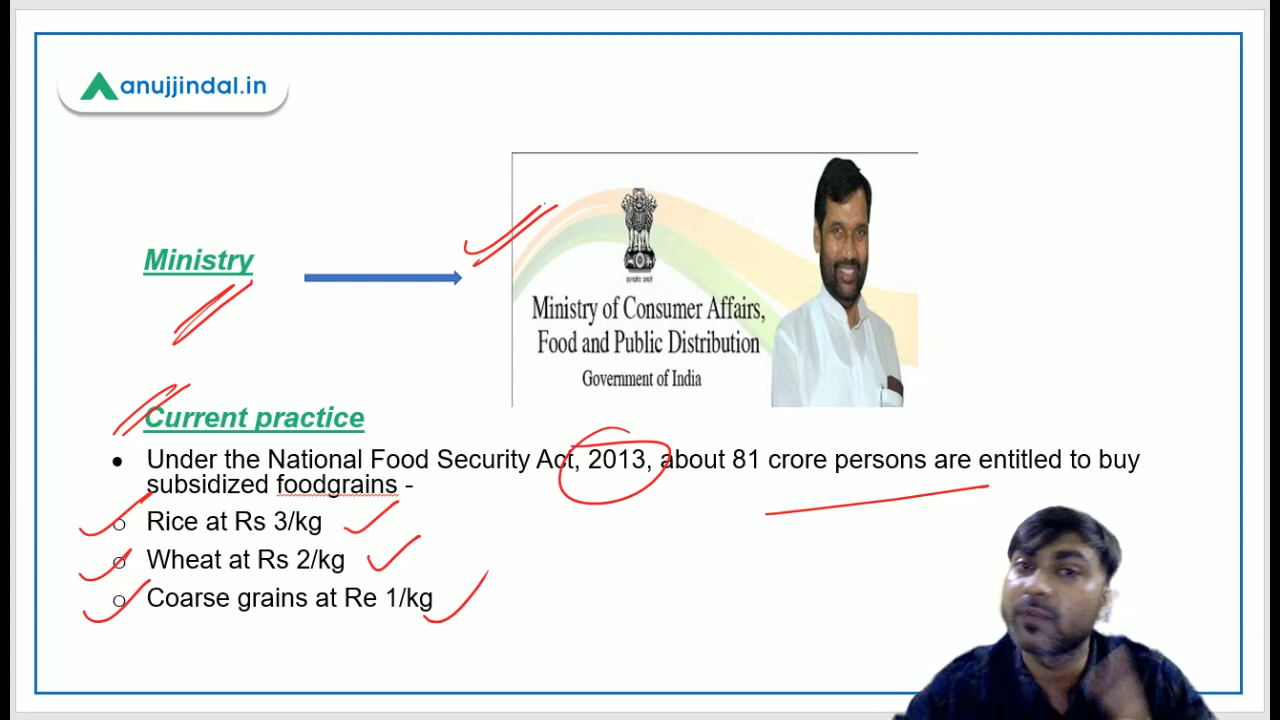 anujjindal.in
Ministry
Ministry of Consumer Affairs,
Food and Public Distribution
Government of India
Current practice
• Under the National Food Security Act, 2013, about 81 crore persons are entitled to buy
subsidized foodgrains -
o Rice at Rs 3/kg
o Wheat at Rs 2/kg
o Coarse grains at Re 1/kg